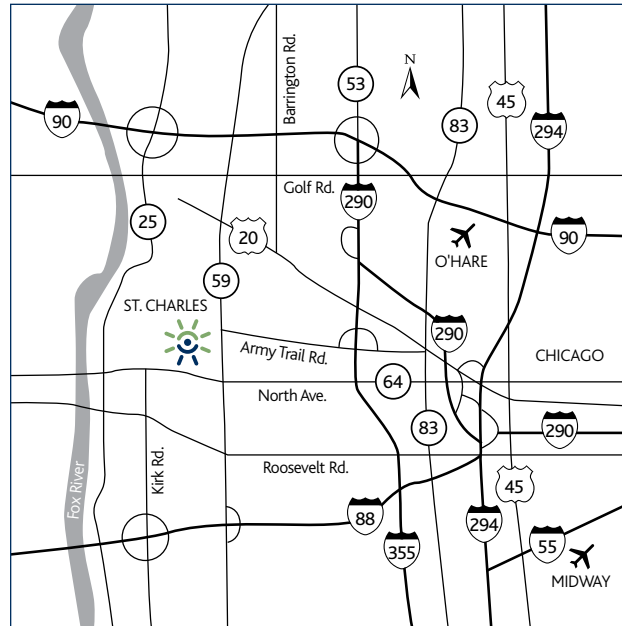 N
53
Barrington Rd.
45
83
90
294
Golf Rd.
290
25
20
90
O'HARE
59
ST. CHARLES
290
Army Trail Rd.
CHICAGO
64
North Ave.
83
290
Kirk Rd.
Roosevelt Rd.
Fox River
45
88
294
355
55
MIDWAY